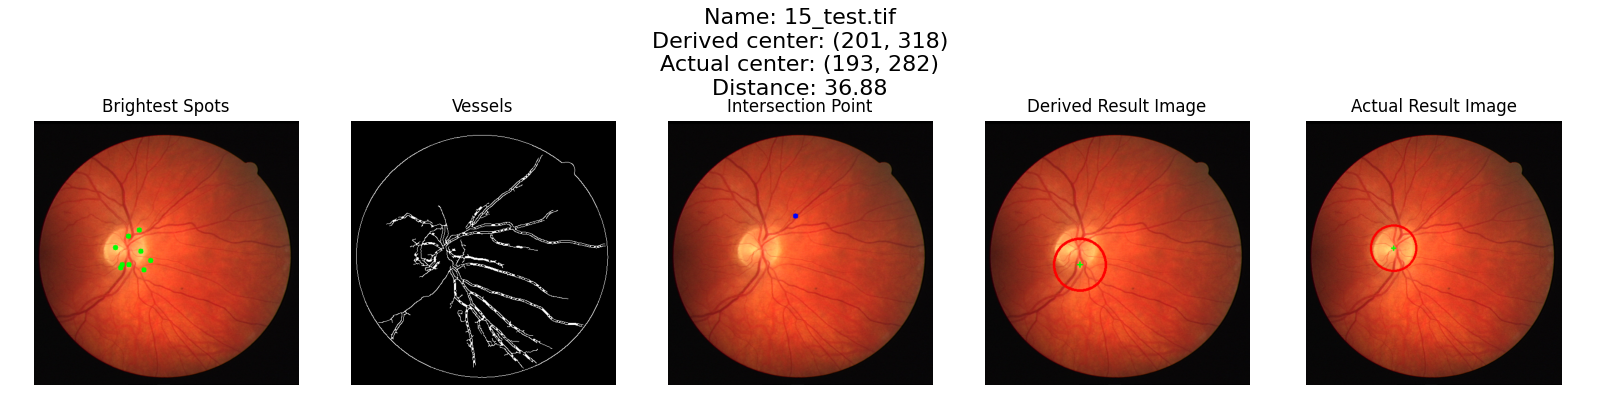 Name: 15_test.tif
Derived center: (201, 318)
Actual center: (193, 282)
Distance: 36.88
Brightest Spots
Vessels
Intersection Point
Derived Result Image
Actual Result Image